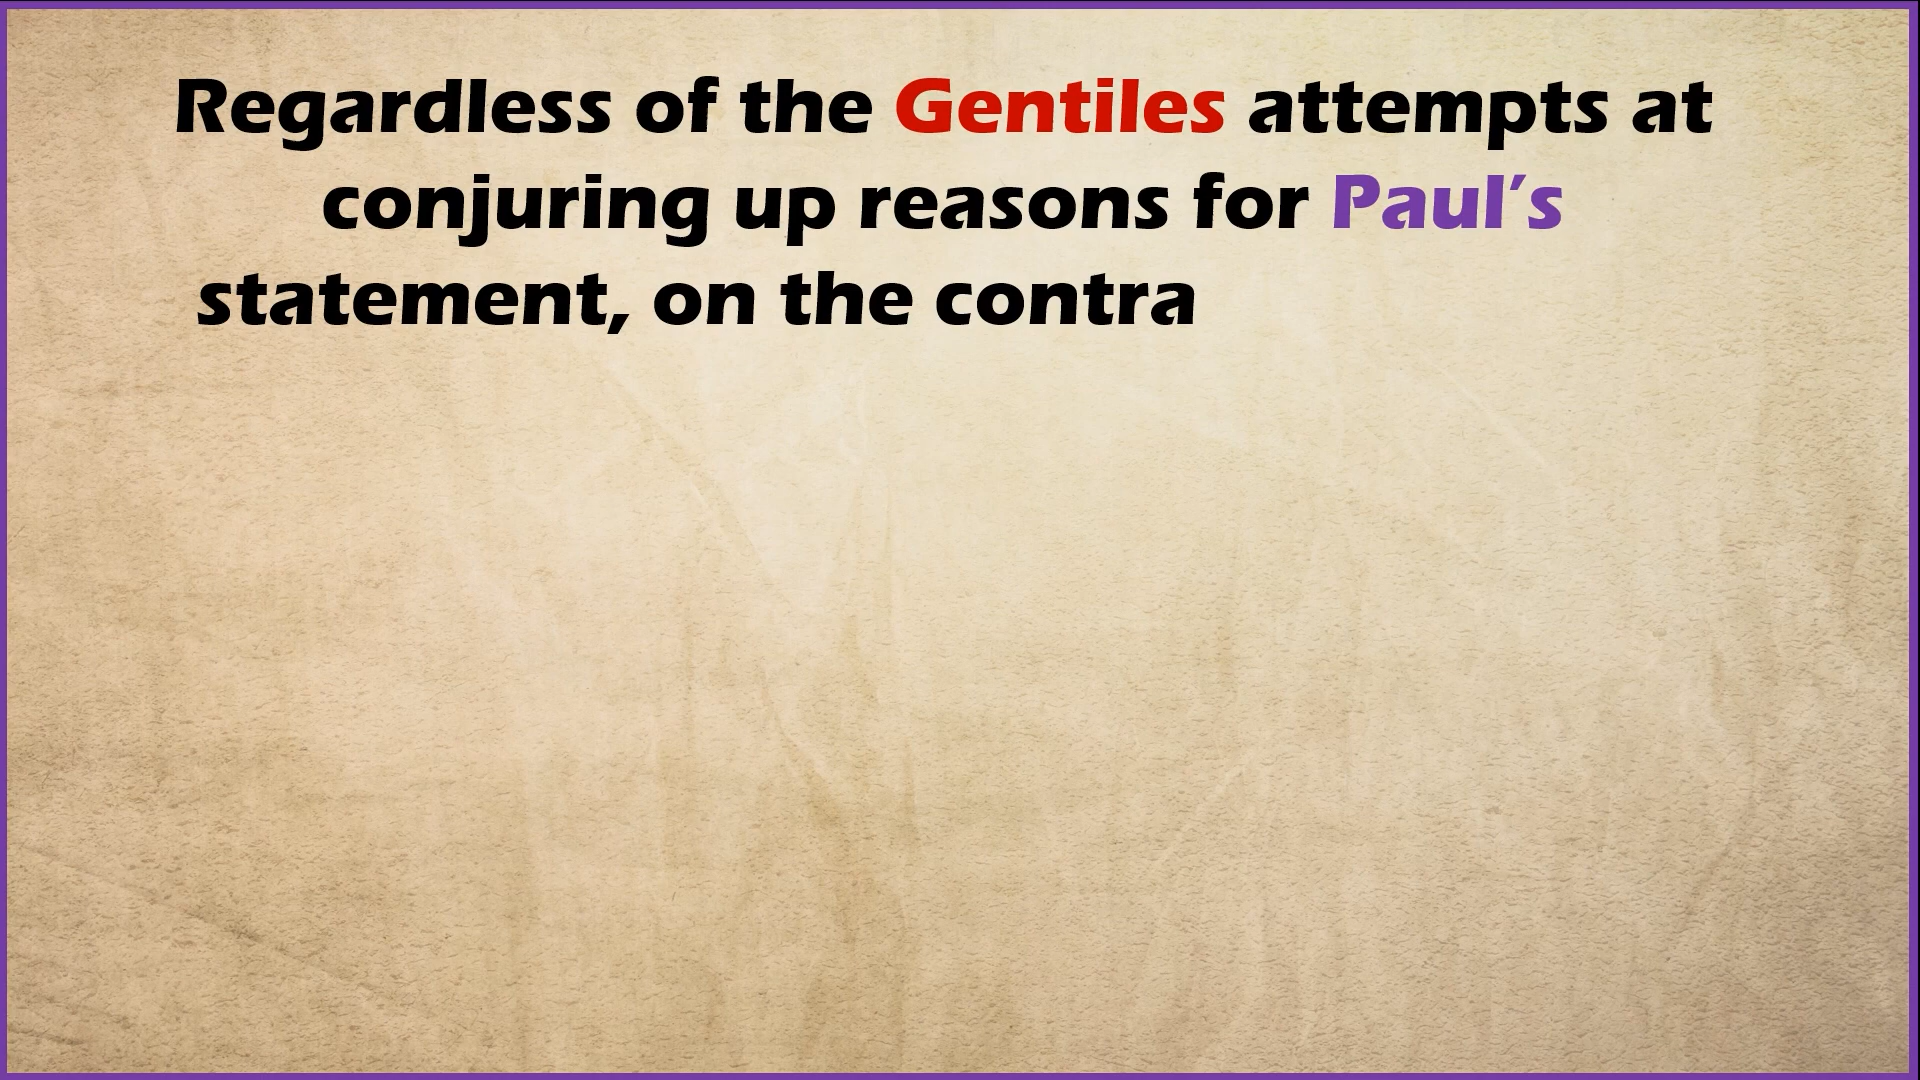 Regardless of the Gentiles attempts at
conjuring up reasons for Paul’s
statement, on the contra